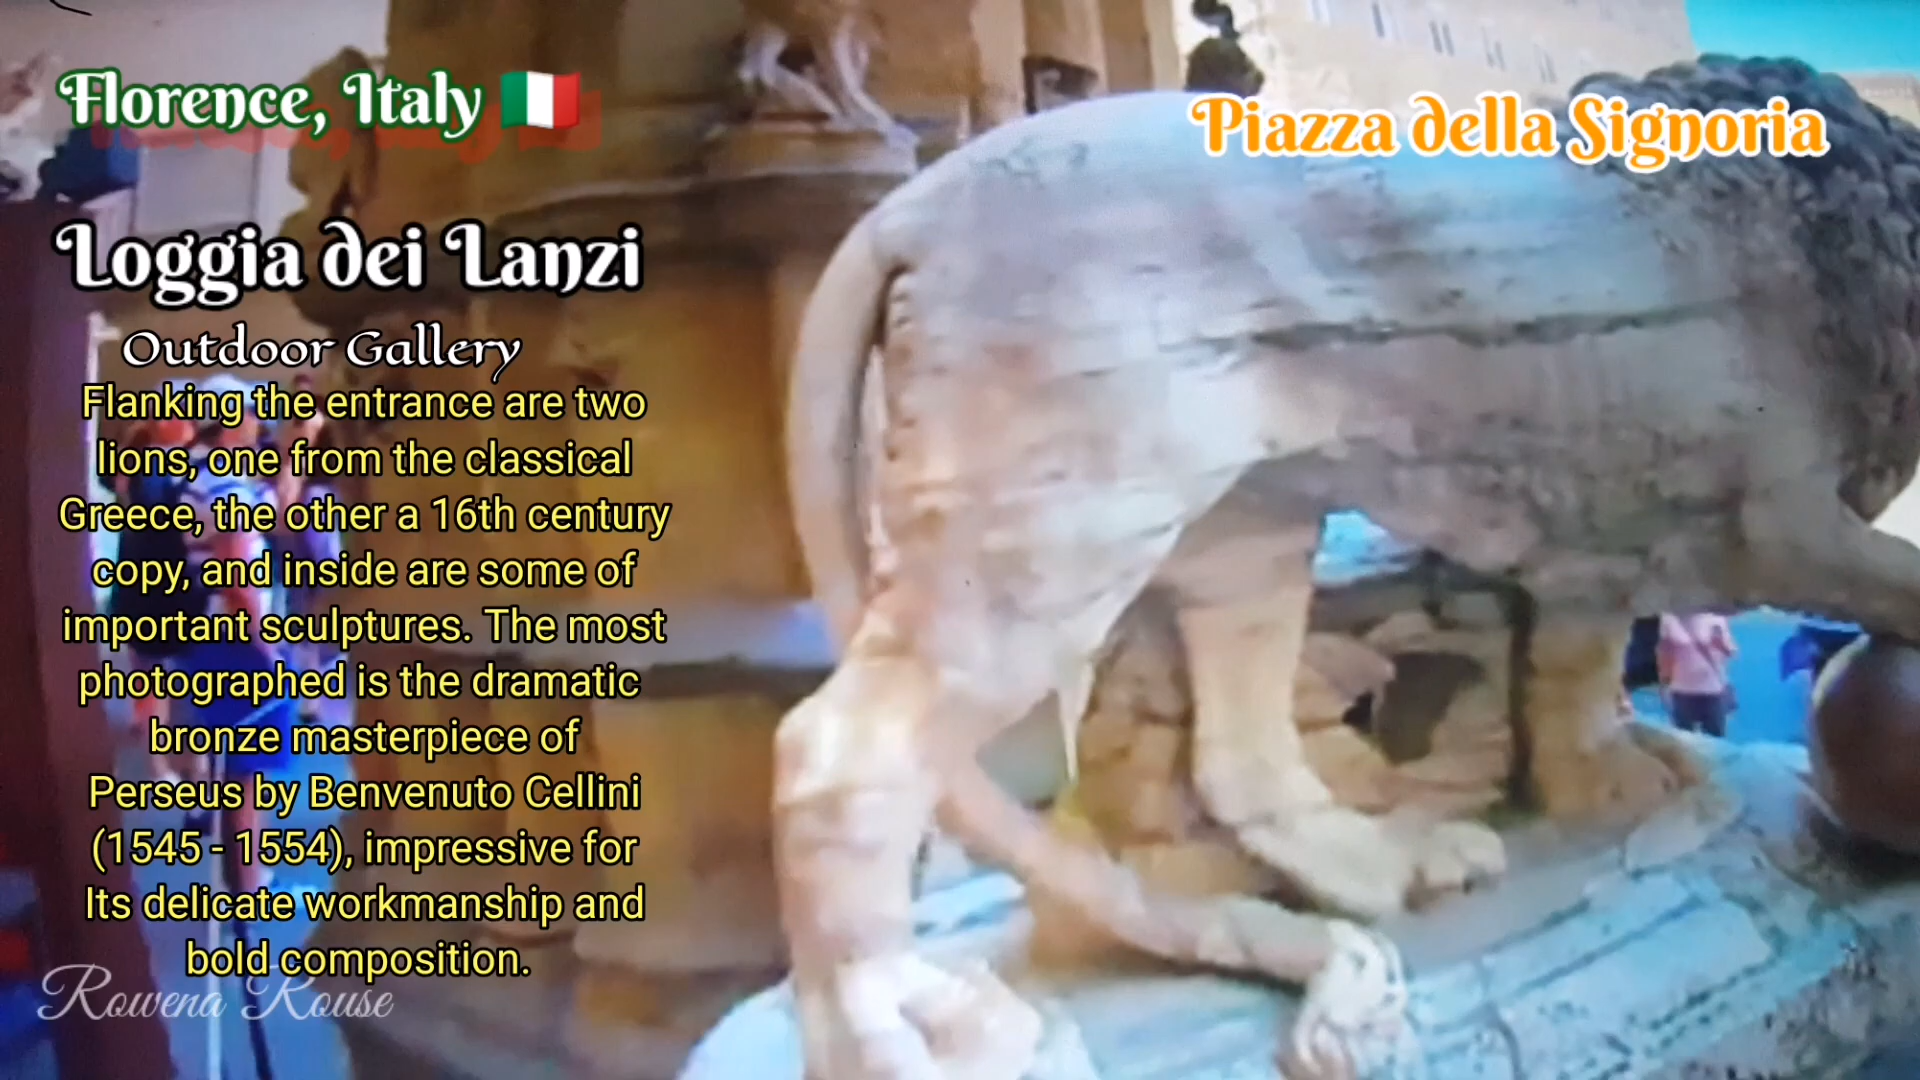 Florence, Italy 🇮🇹
Piazza della Signoria
Loggia dei Lanzi
Outdoor Gallery
Flanking the entrance are two
lions, one from the classical
Greece, the other a 16th century
copy, and inside are some of
important sculptures. The most
photographed is the dramatic
bronze masterpiece of
Perseus by Benvenuto Cellini
(1545 - 1554), impressive for
Its delicate workmanship and
bold composition.
Rowena Rouse